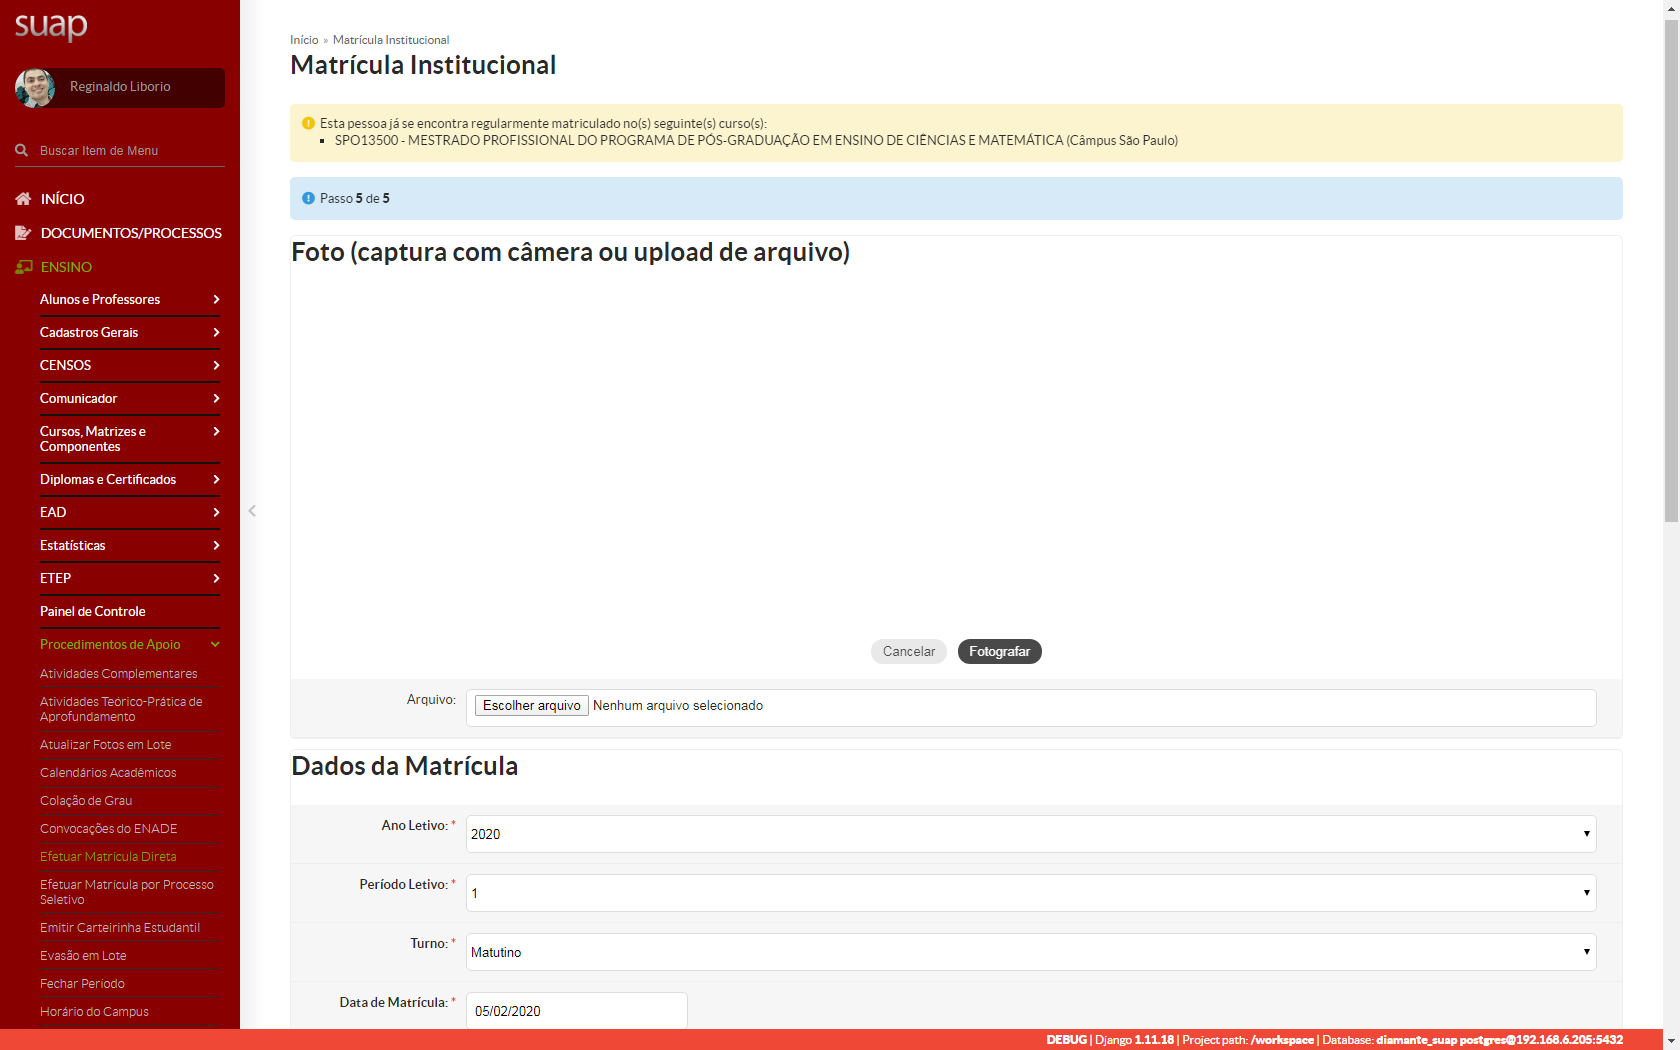 suap
Reginaldo Liborio
Buscar Item de Menu
INÍCIO
DOCUMENTOS/PROCESSOS
ENSINO
Alunos e Professores
Cadastros Gerais
CENSOS
Comunicador
Cursos, Matrizes e
Componentes
Diplomas e Certificados
EAD
Estatísticas
ETEP
Painel de Controle
Procedimentos de Apoio
Atividades Complementares
Atividades Teórico-Prática de
Aprofundamento
Atualizar Fotos em Lote
Calendários Acadêmicos
Colação de Grau
Convocações do ENADE
Efetuar Matrícula Direta
Efetuar Matrícula por Processo
Seletivo
Emitir Carteirinha Estudantil
Evasão em Lote
Fechar Período
Horário do Campus
Início » Matrícula Institucional
Matrícula Institucional
Esta pessoa já se encontra regularmente matriculado no(s) seguinte(s) curso(s):
SPO13500 - MESTRADO PROFISSIONAL DO PROGRAMA DE PÓS-GRADUAÇÃO EM ENSINO DE CIÊNCIAS E MATEMÁTICA (Câmpus São Paulo)
Passo 5 de 5
Foto (captura com câmera ou upload de arquivo)
Cancelar Fotografar
Arquivo: Escolher arquivo Nenhum arquivo selecionado
Dados da Matrícula
Ano Letivo: * 2020
Período Letivo: * 1
Turno: * Matutino
Data de Matrícula: * 05/02/2020
DEBUG | Django 1.11.18 | Project path: /workspace | Database: diamante_suap postgres@192.168.6.205:5432